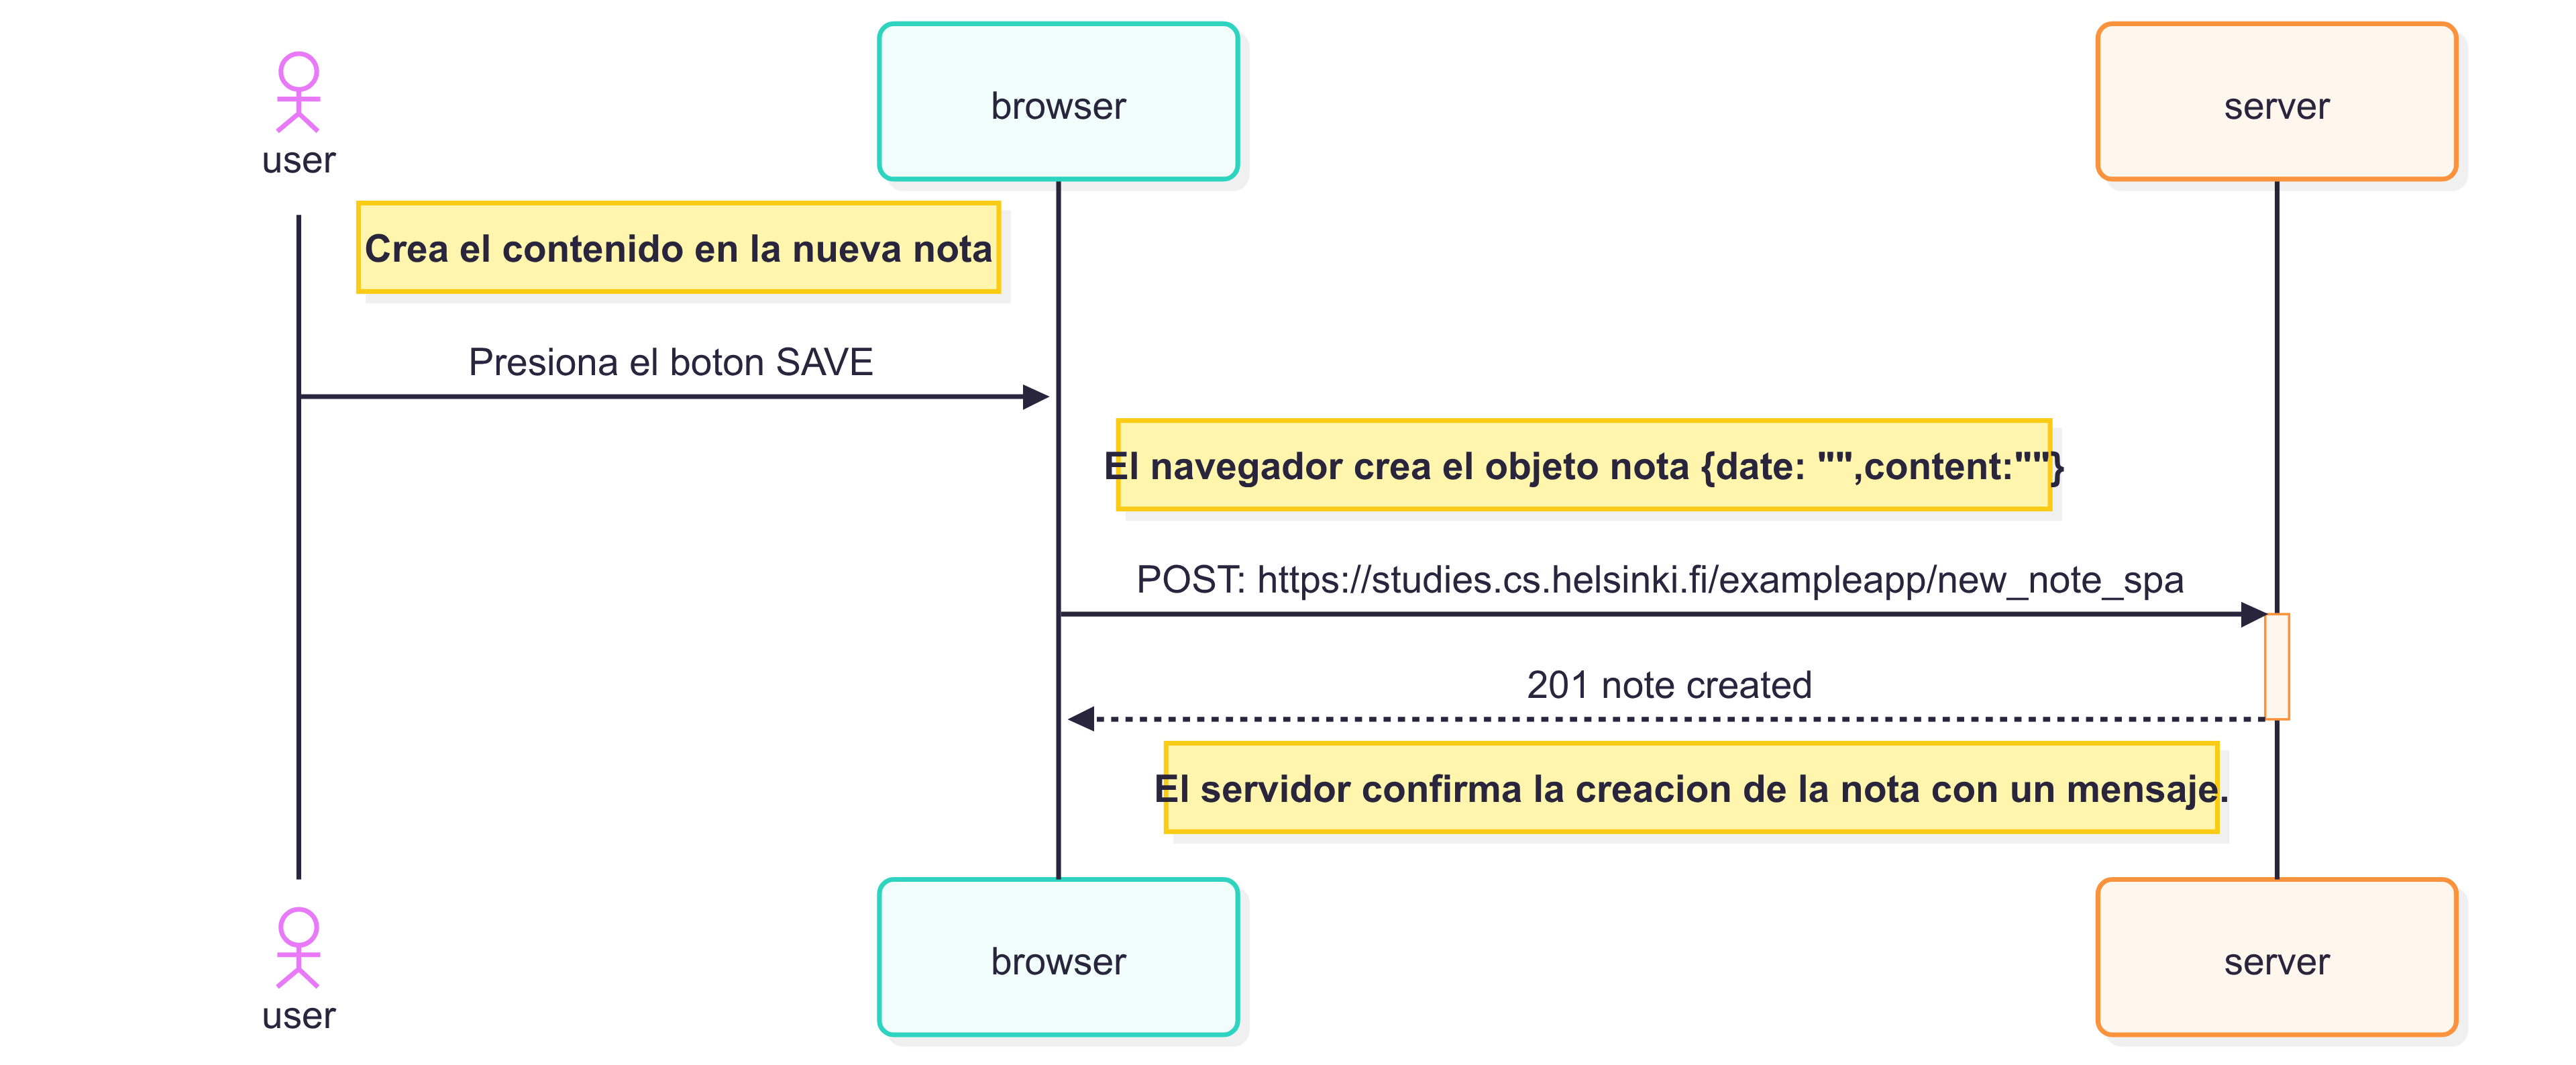 user
browser
server
Crea el contenido en la nueva nota
Presiona el boton SAVE
El navegador crea el objeto nota {date: "",content:""}
POST: https://studies.cs.helsinki.fi/exampleapp/new_note_spa
201 note created
El servidor confirma la creacion de la nota con un mensaje.
user
browser
server